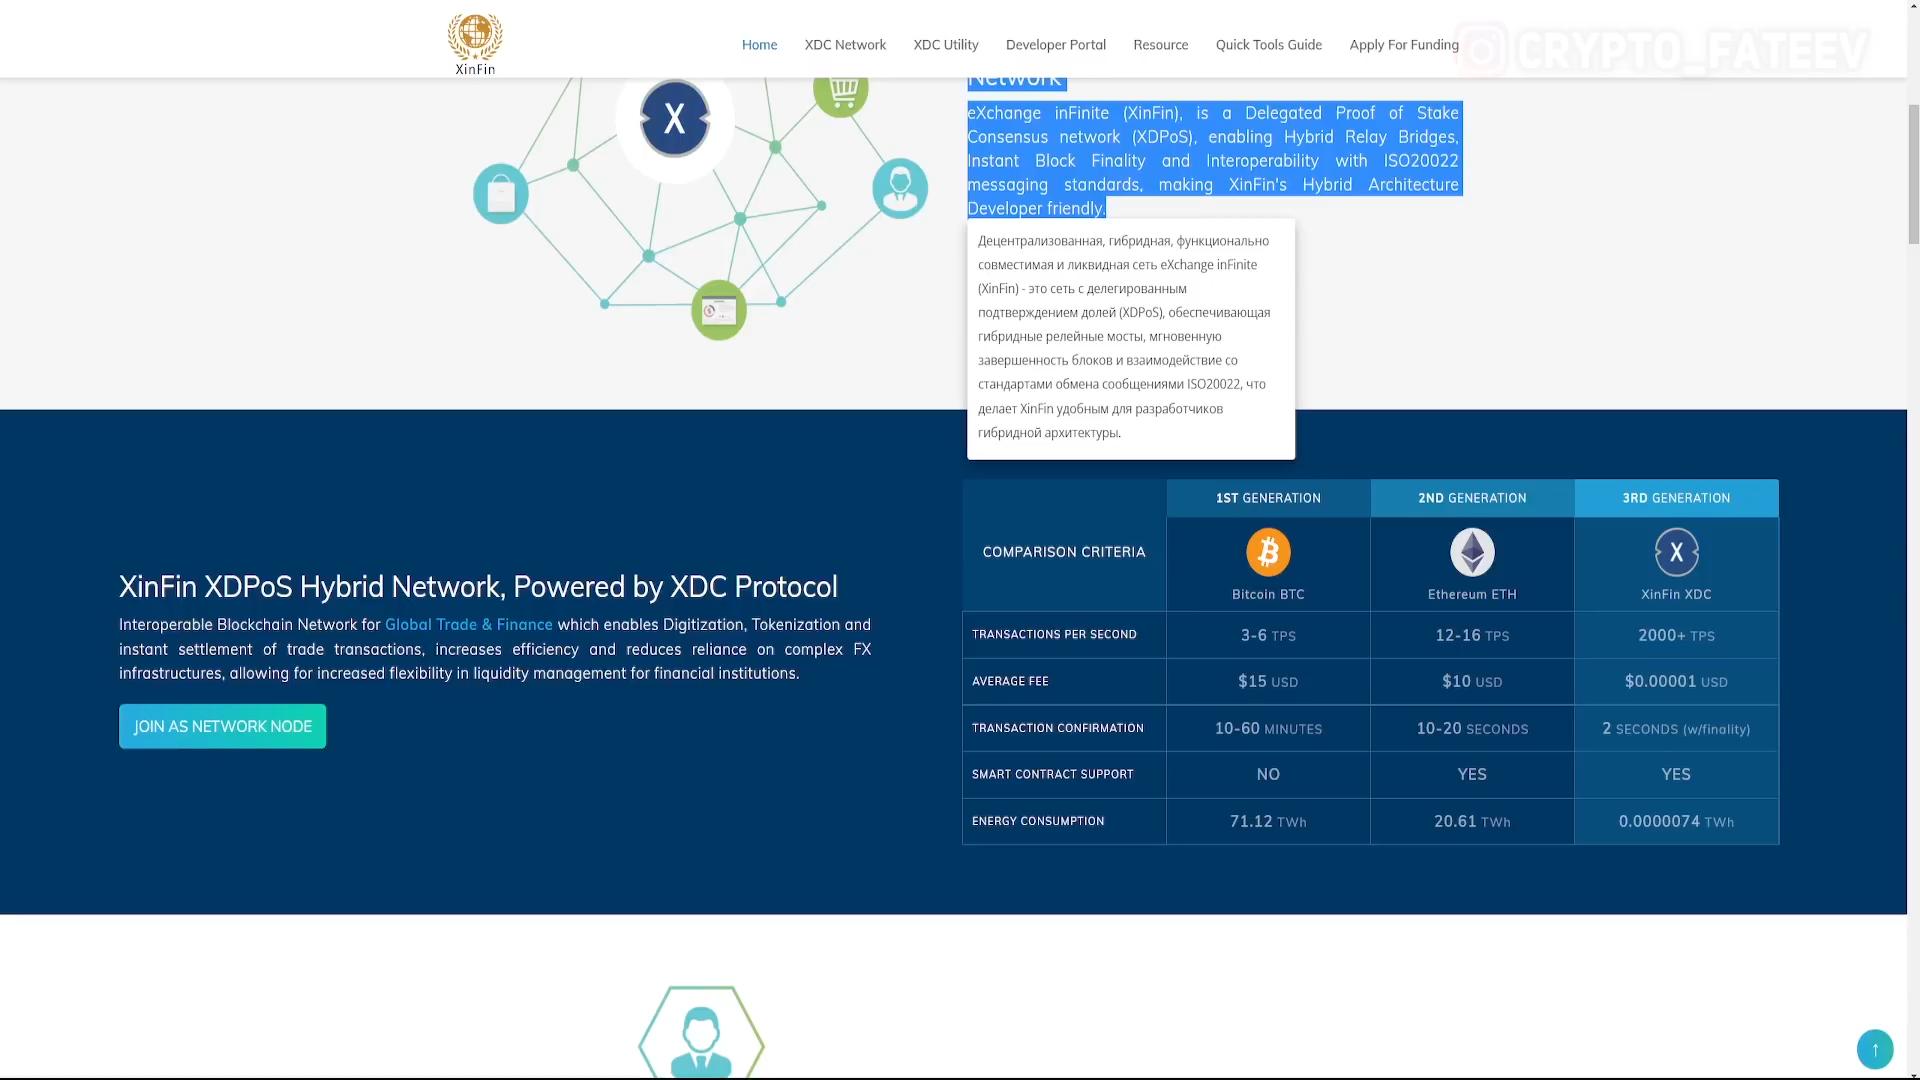 XinFin
Home
XDC Network
XDC Utility
Developer Portal
Resource
Quick Tools Guide
Apply For Funding
CRYPTO_FATEEV
Network
eXchange inFinite (XinFin), is a Delegated Proof of Stake
Consensus network (XDPoS), enabling Hybrid Relay Bridges,
Instant Block Finality and Interoperability with ISO20022
messaging standards, making XinFin's Hybrid Architecture
Developer friendly.
Децентрализованная, гибридная, функционально
совместимая и ликвидная сеть eXchange inFinite
(XinFin) - это сеть с делегированным
подтверждением долей (XDPoS), обеспечивающая
гибридные релейные мосты, мгновенную
завершенность блоков и взаимодействие со
стандартами обмена сообщениями ISO20022, что
делает XinFin удобным для разработчиков
гибридной архитектуры.
XinFin XDPoS Hybrid Network, Powered by XDC Protocol
Interoperable Blockchain Network for Global Trade & Finance which enables Digitization, Tokenization and
instant settlement of trade transactions, increases efficiency and reduces reliance on complex FX
infrastructures, allowing for increased flexibility in liquidity management for financial institutions.
JOIN AS NETWORK NODE
COMPARISON CRITERIA
1ST GENERATION
2ND GENERATION
3RD GENERATION
Bitcoin BTC
Ethereum ETH
XinFin XDC
TRANSACTIONS PER SECOND
3-6 TPS
12-16 TPS
2000+ TPS
AVERAGE FEE
$15 USD
$10 USD
$0.00001 USD
TRANSACTION CONFIRMATION
10-60 MINUTES
10-20 SECONDS
2 SECONDS (w/finality)
SMART CONTRACT SUPPORT
NO
YES
YES
ENERGY CONSUMPTION
71.12 TWh
20.61 TWh
0.0000074 TWh